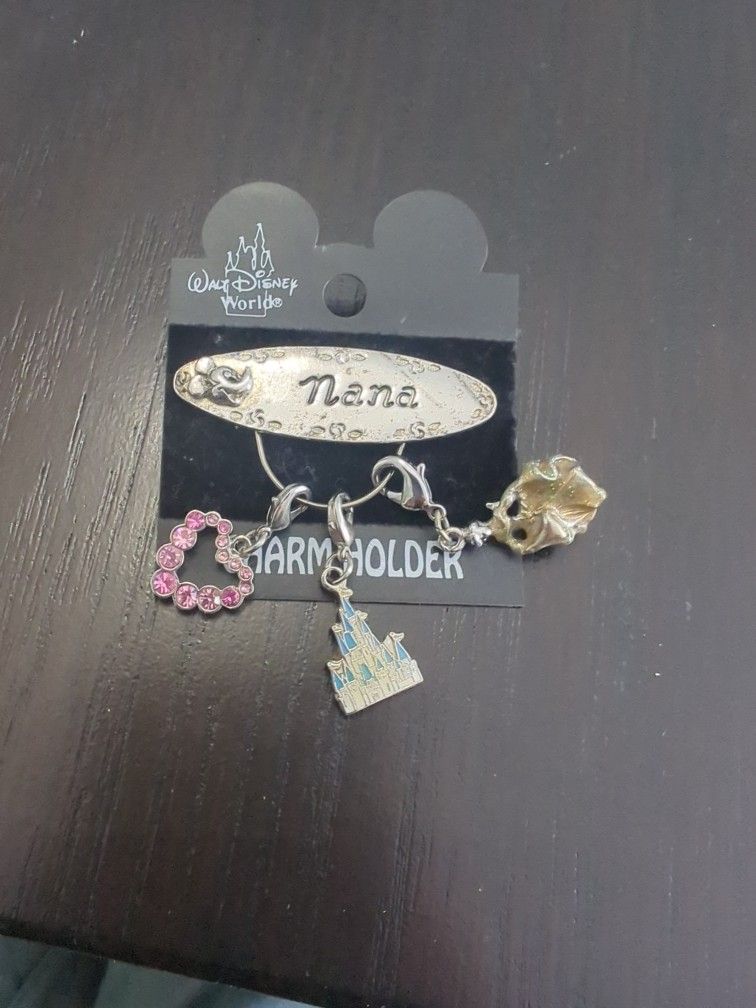 Walt Disney
World®
Nana
HARM HOLDER